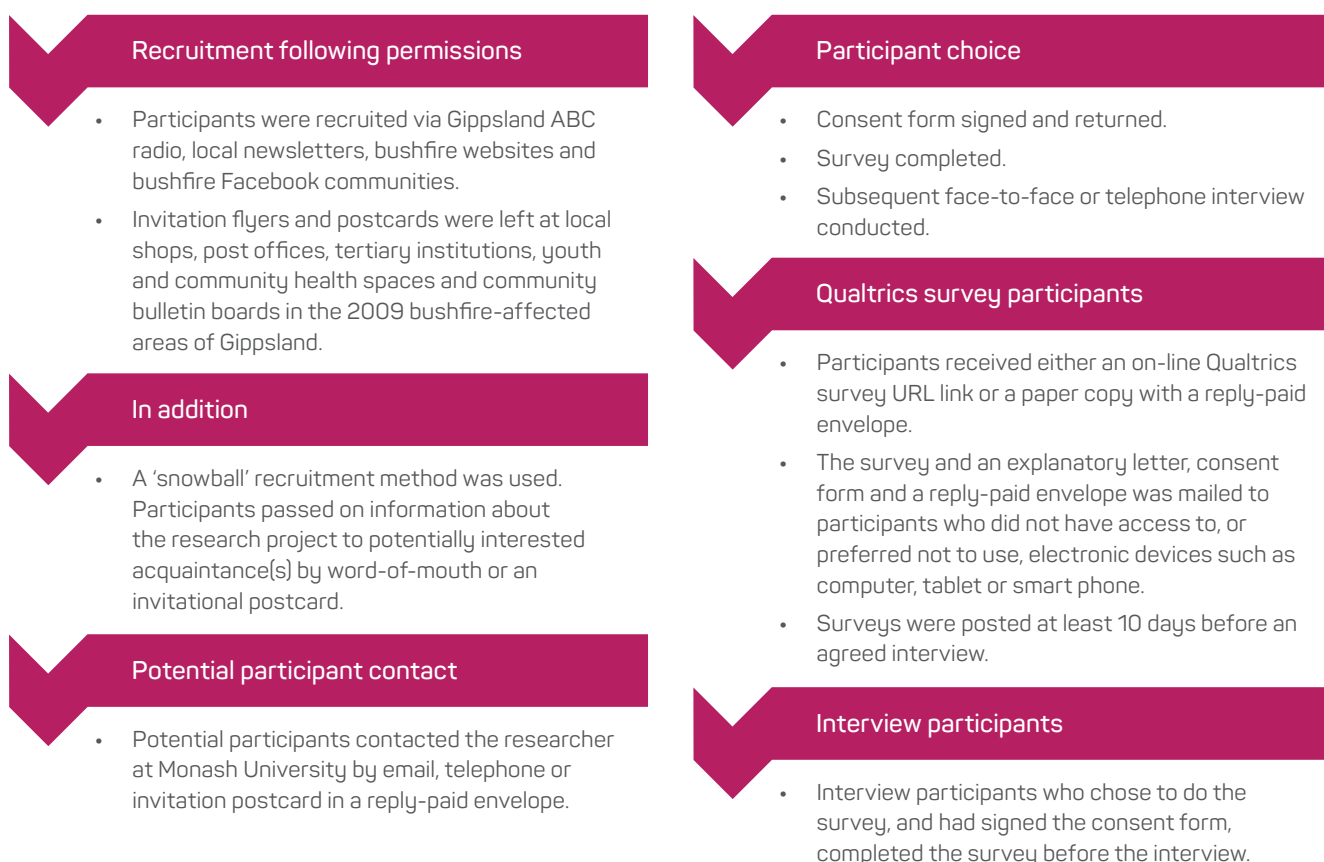 Recruitment following permissions
• Participants were recruited via Gippsland ABC
radio, local newsletters, bushfire websites and
bushfire Facebook communities.
• Invitation flyers and postcards were left at local
shops, post offices, tertiary institutions, youth
and community health spaces and community
bulletin boards in the 2009 bushfire-affected
areas of Gippsland.
In addition
• A ‘snowball’ recruitment method was used.
Participants passed on information about
the research project to potentially interested
acquaintance(s) by word-of-mouth or an
invitational postcard.
Potential participant contact
• Potential participants contacted the researcher
at Monash University by email, telephone or
invitation postcard in a reply-paid envelope.
Participant choice
• Consent form signed and returned.
• Survey completed.
• Subsequent face-to-face or telephone interview
conducted.
Qualtrics survey participants
• Participants received either an on-line Qualtrics
survey URL link or a paper copy with a reply-paid
envelope.
• The survey and an explanatory letter, consent
form and a reply-paid envelope was mailed to
participants who did not have access to, or
preferred not to use, electronic devices such as
computer, tablet or smart phone.
• Surveys were posted at least 10 days before an
agreed interview.
Interview participants
• Interview participants who chose to do the
survey, and had signed the consent form,
completed the survey before the interview.